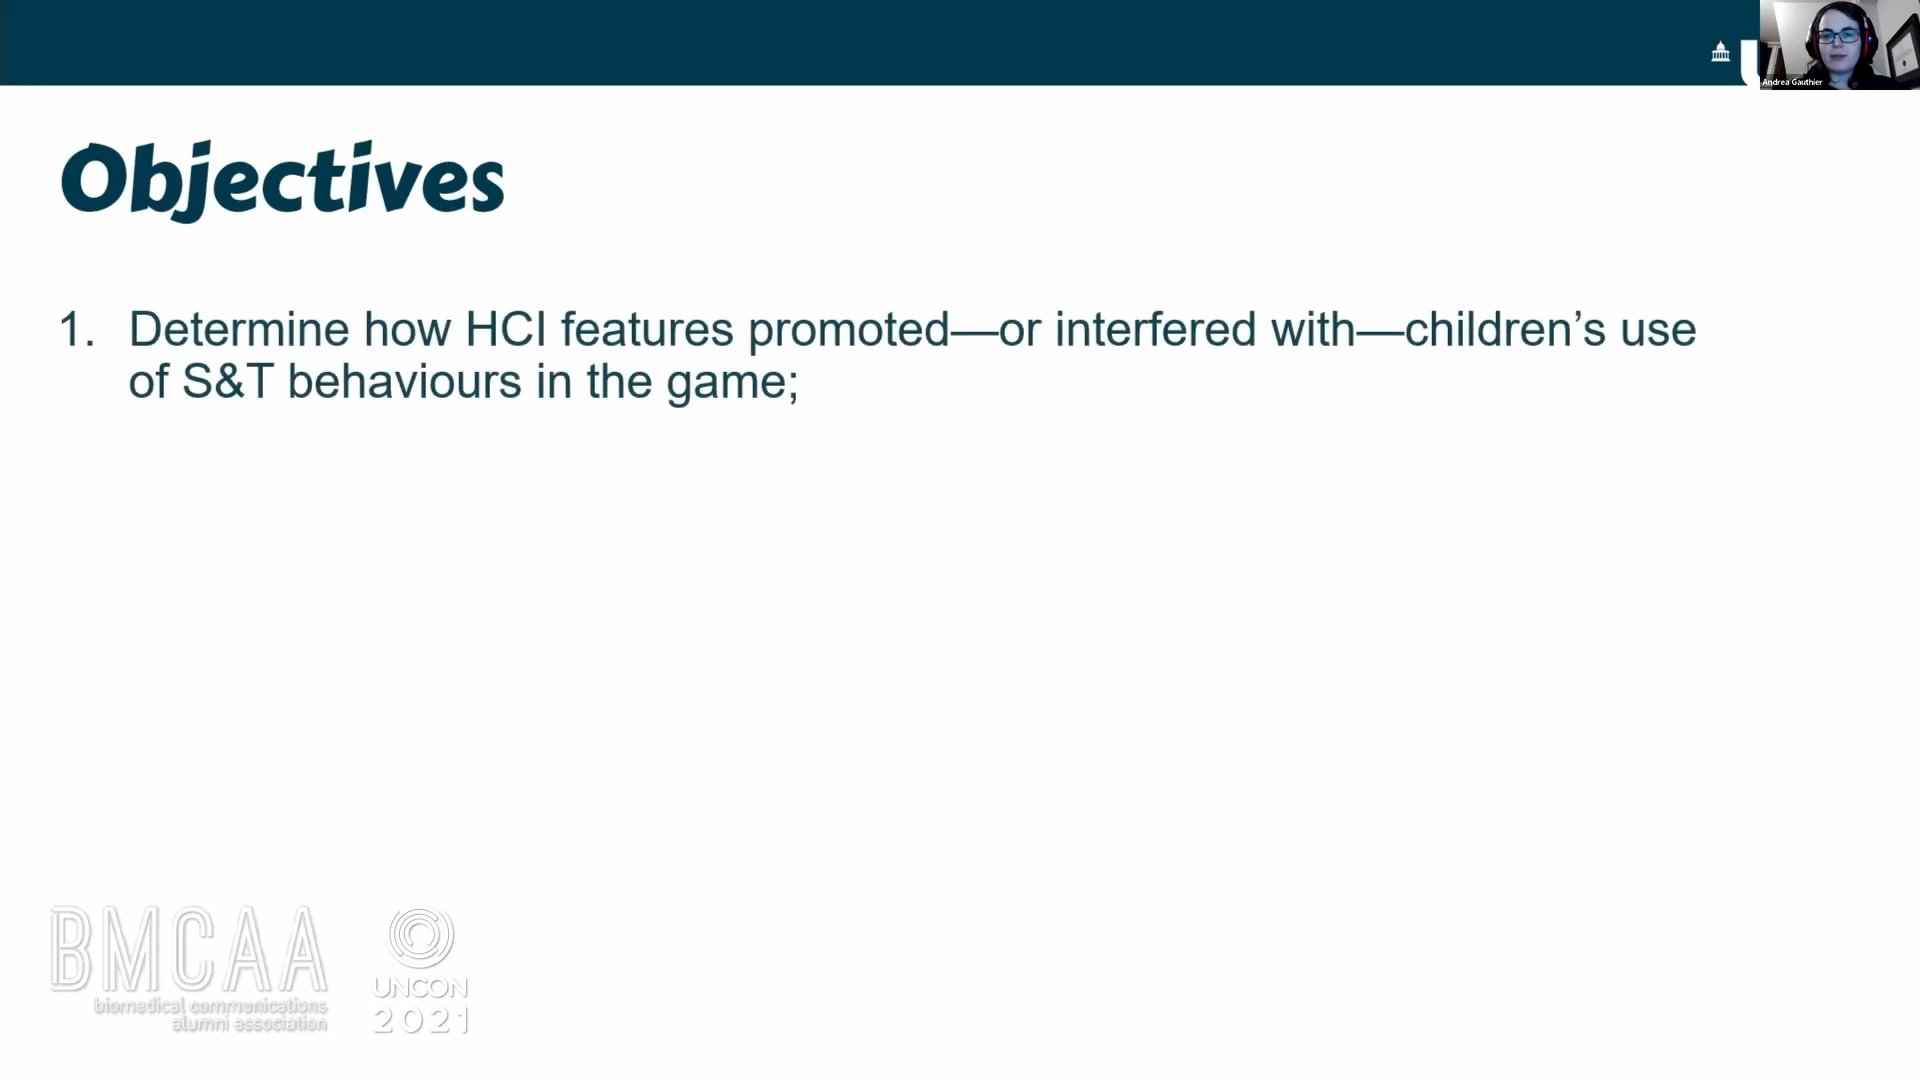 Andrea Gauthier
Objectives
1. Determine how HCI features promoted—or interfered with—children’s use
of S&T behaviours in the game;
BMCAA
biomedical communications
alumni association
UNCON
2021